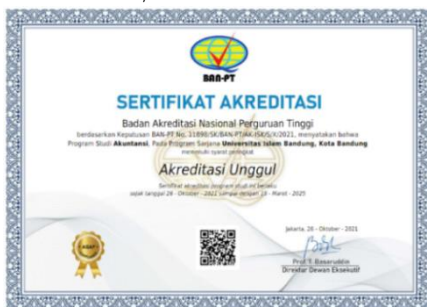 BAN-PT
SERTIFIKAT AKREDITASI
Badan Akreditasi Nasional Perguruan Tinggi
berdasarkan Keputusan BAN-PT No. /SK/BAN-PT/AK-ISK/S/X/2021, menyatakan bahwa
Program Studi Akuntansi, Pada Program Sarjana Universitas Islam Bandung, Kota Bandung
memenuhi syarat peringkat
Akreditasi Unggul
Sertifikat akreditasi program studi ini berlaku
sejak tanggal 26 - Oktober - sampai dengan - Maret - 2025
Jakarta, 26 - Oktober - 2021
Prof. T. Basaruddin
Direktur Dewan Eksekutif